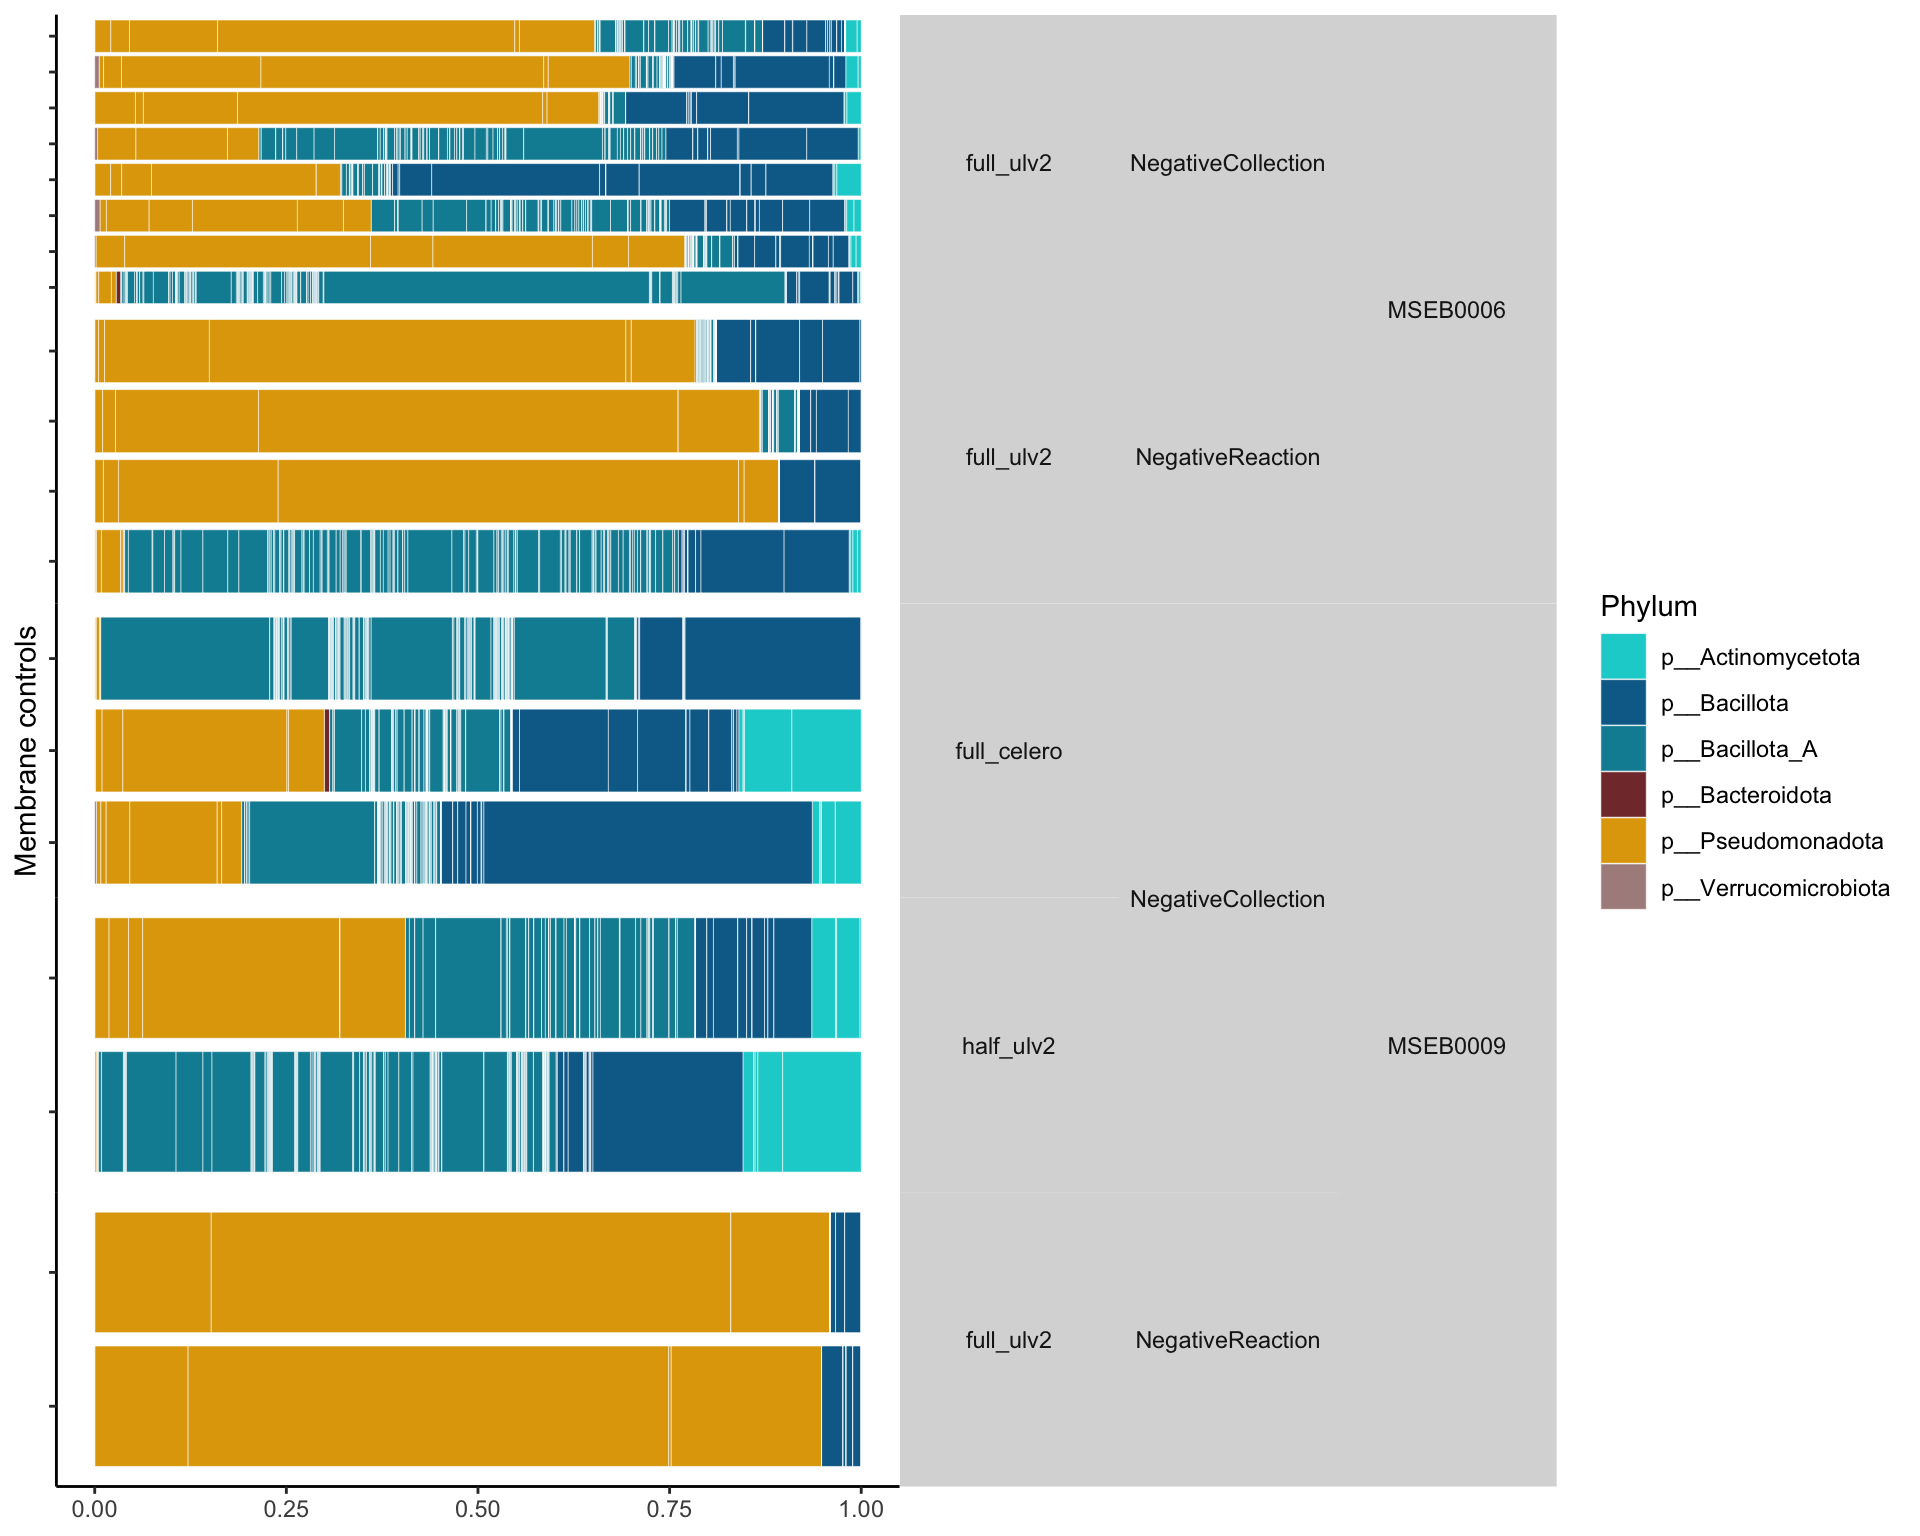 Membrane controls
full_ulv2 NegativeCollection
MSEB0006
full_ulv2 NegativeReaction
full_celero
NegativeCollection
half_ulv2 MSEB0009
full_ulv2 NegativeReaction
0.00 0.25 0.50 0.75 1.00
Phylum
p__Actinomycetota
p__Bacillota
p__Bacillota_A
p__Bacteroidota
p__Pseudomonadota
p__Verrucomicrobiota